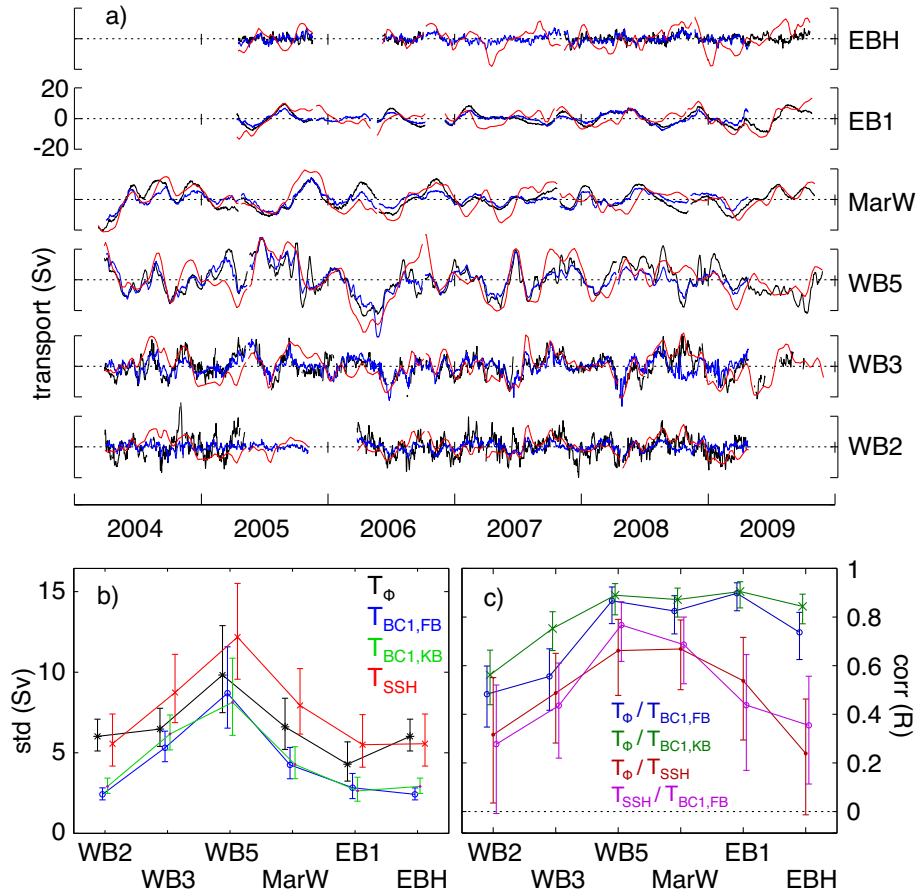 a)
EBH
20
0
-20
EB1
MarW
transport (Sv)
WB5
WB3
WB2
2004 2005 2006 2007 2008 2009
b)
15
10
5
0
std (Sv)
TΦ
TBC1,FB
TBC1,KB
TSSH
WB2 WB5 EB1
WB3 MarW EBH
c)
1
0.8
0.6
0.4
0.2
0
corr (R)
TΦ / TBC1,FB
TΦ / TBC1,KB
TΦ / TSSH
TSSH / TBC1,FB
WB2 WB5 EB1
WB3 MarW EBH